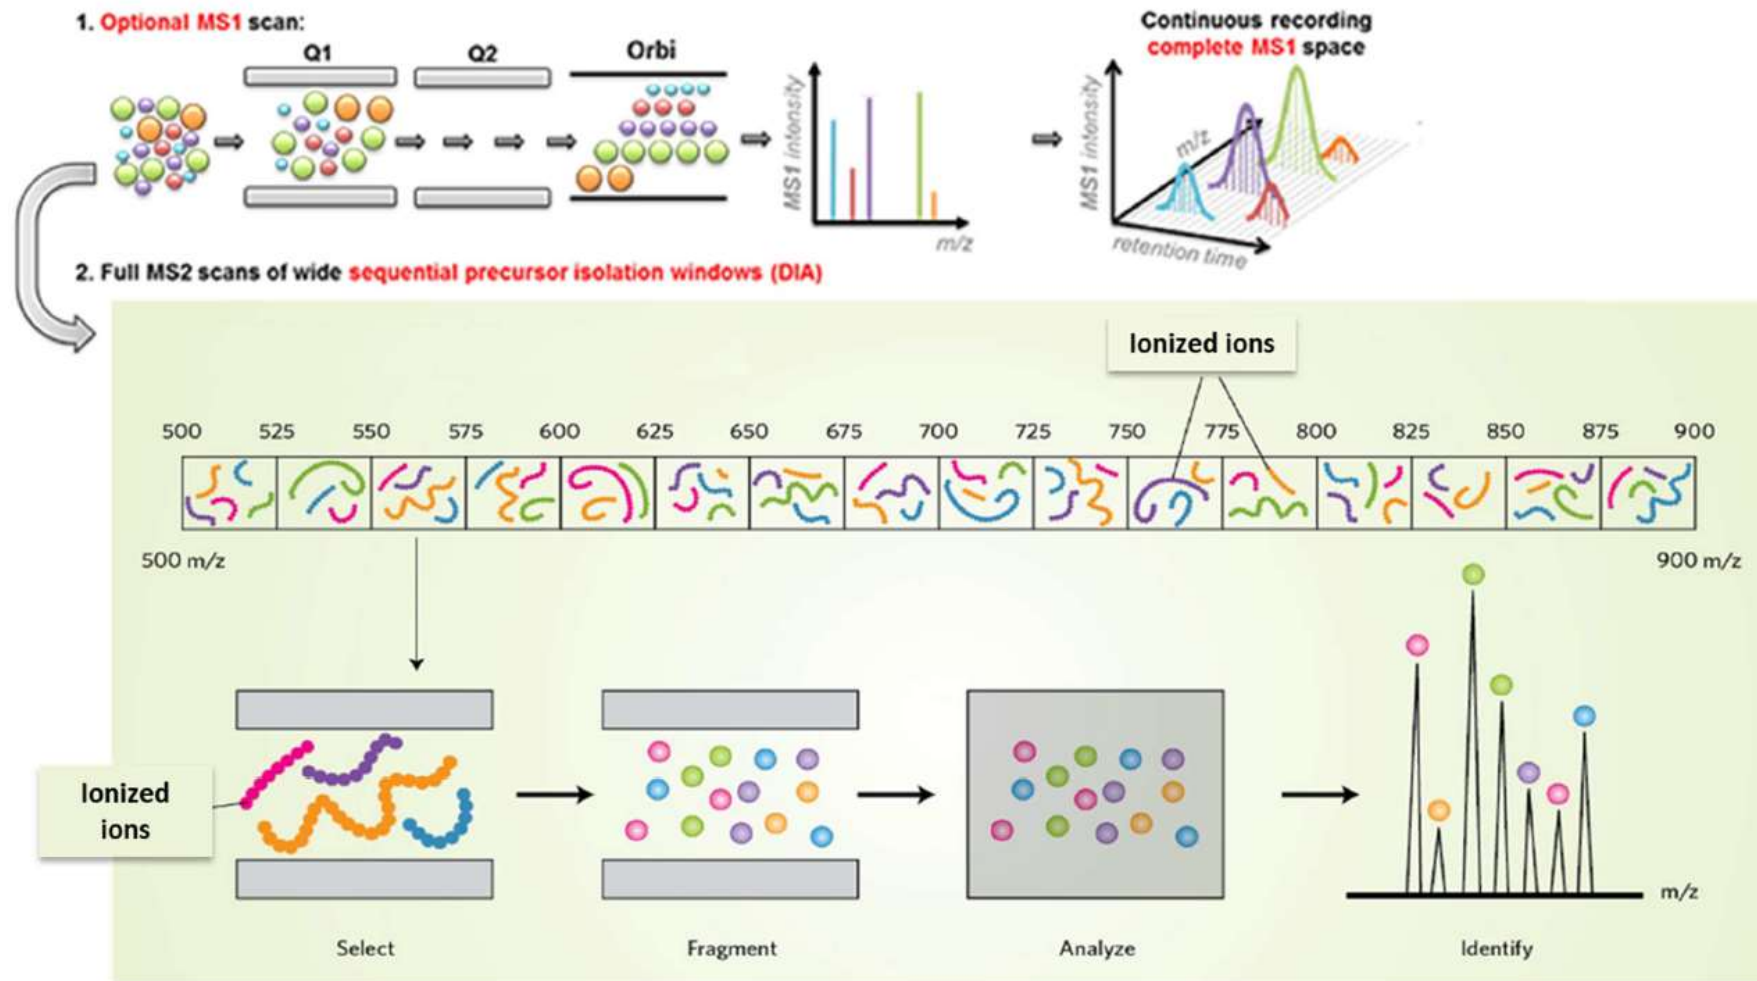 1. Optional MS1 scan:
Q1
Q2
Orbi
MS1 intensity
m/z
Continuous recording
complete MS1 space
MS1 intensity
m/z
retention time
2. Full MS2 scans of wide sequential precursor isolation windows (DIA)
Ionized ions
500 525 550 575 600 625 650 675 700 725 750 775 800 825 850 875 900
500 m/z
900 m/z
Ionized
ions
m/z
Select
Fragment
Analyze
Identify